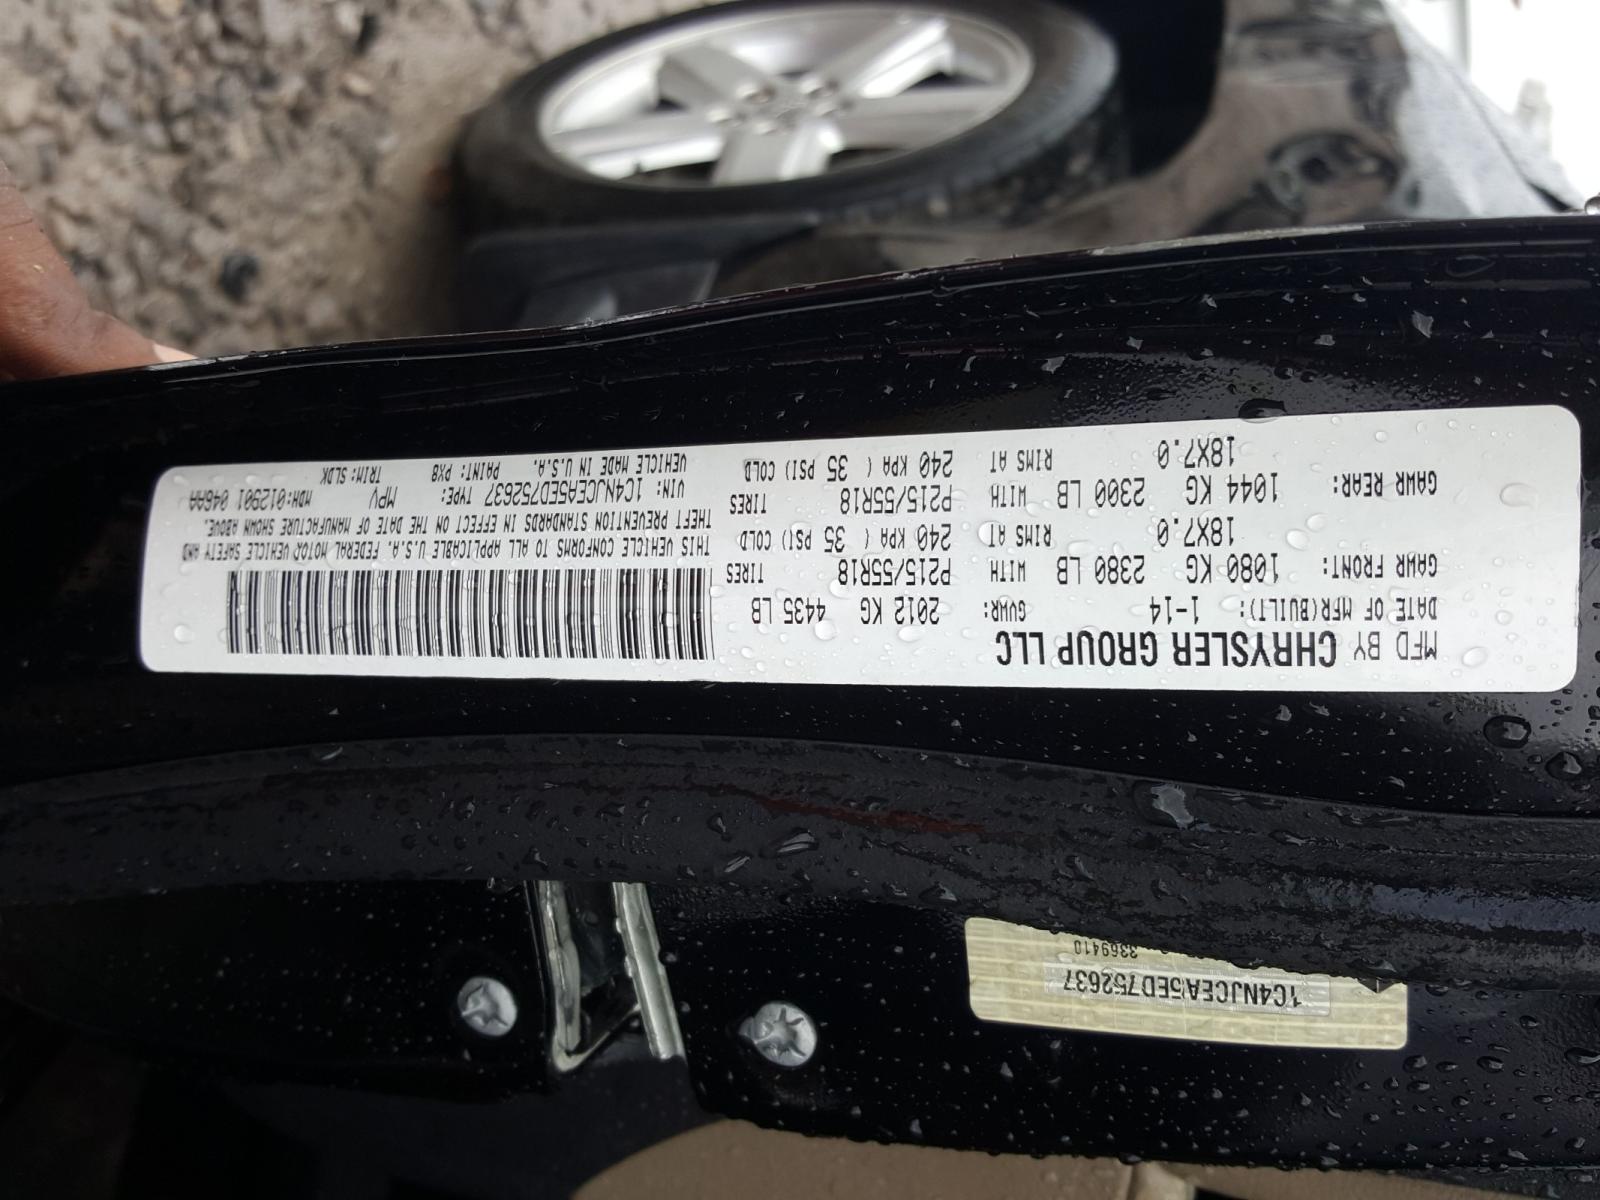 MFD BY CHRYSLER GROUP LLC
DATE OF MFR(BUILT): 1-14 GVWR: 2012 KG 4435 LB
GAWR FRONT: 1080 KG 2380 LB WITH P215/55R18 TIRES
18X7.0 RIMS AT 240 KPA ( 35 PSI) COLD
GAWR REAR: 1044 KG 2300 LB WITH P215/55R18 TIRES
18X7.0 RIMS AT 240 KPA ( 35 PSI) COLD
THIS VEHICLE CONFORMS TO ALL APPLICABLE U.S.A. FEDERAL MOTOR VEHICLE SAFETY AND
THEFT PREVENTION STANDARDS IN EFFECT ON THE DATE OF MANUFACTURE SHOWN ABOVE.
VIN: 1C4NJCEA5ED752637 TYPE: MPV MDH:012901 046AA
VEHICLE MADE IN U.S.A. PAINT: PX8 TRIM: SLDK
1C4NJCEA5ED752637
3369410